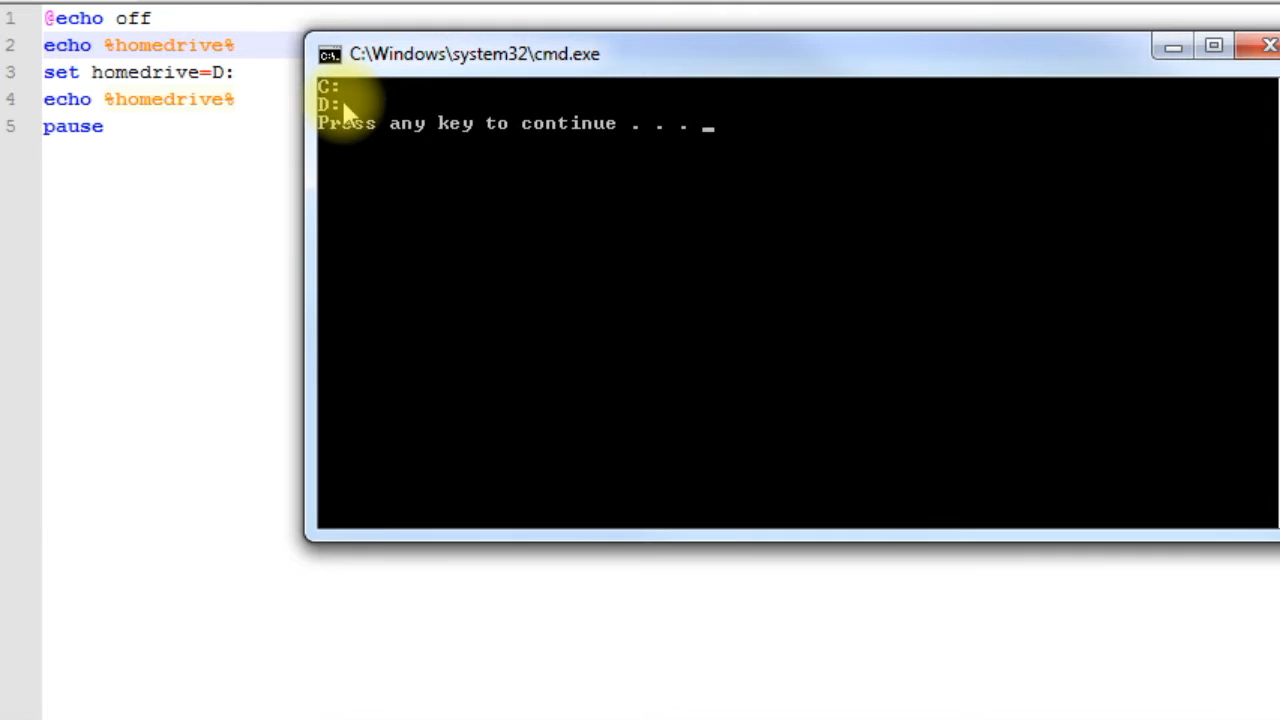 1 @echo off
2 echo %homedrive%
3 set homedrive=D:
4 echo %homedrive%
5 pause
C:\Windows\system32\cmd.exe
C:
D:
Press any key to continue . . . _